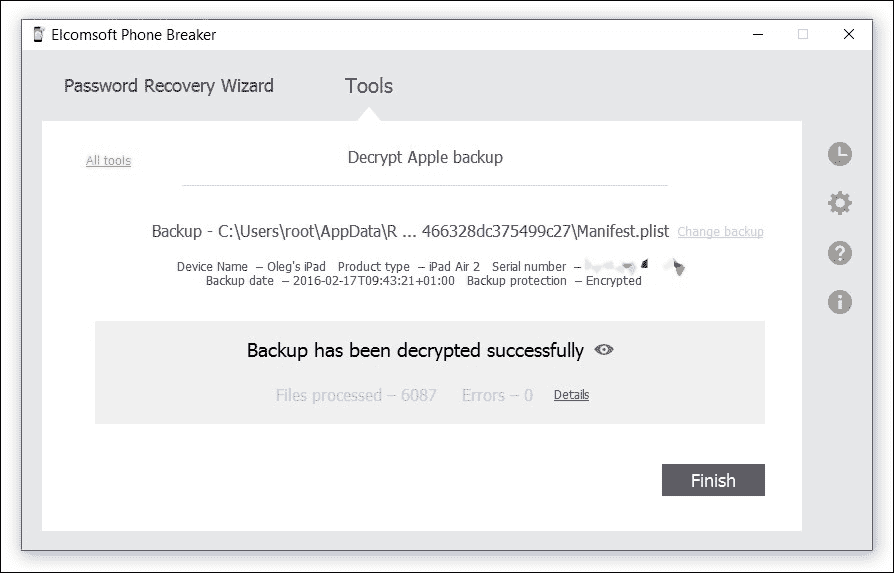 Elcomsoft Phone Breaker
Password Recovery Wizard Tools
All tools
Decrypt Apple backup
Backup - C:\Users\root\AppData\R ... 466328dc375499c27\Manifest.plist Change backup
Device Name – Oleg's iPad Product type – iPad Air 2 Serial number –
Backup date – 2016-02-17T09:43:21+01:00 Backup protection – Encrypted
Backup has been decrypted successfully
Files processed – 6087 Errors – 0 Details
Finish